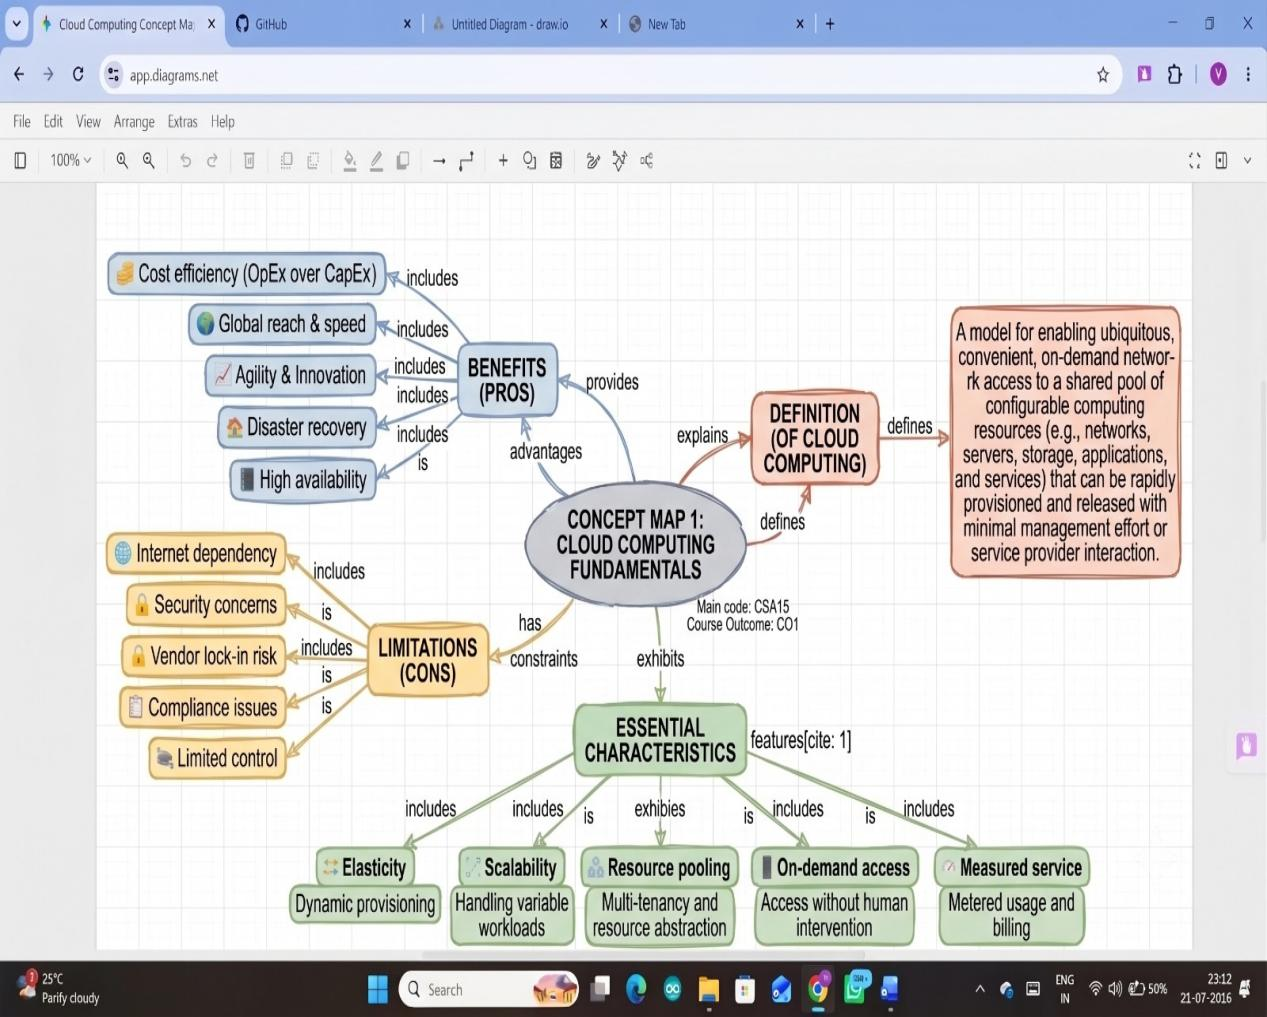 Cloud Computing Concept Ma
GitHub
Untitled Diagram - draw.io
New Tab
app.diagrams.net
V
File Edit View Arrange Extras Help
100%
Cost efficiency (OpEx over CapEx)
includes
Global reach & speed
includes
Agility & Innovation
includes
includes
Disaster recovery
includes
is
High availability
BENEFITS
(PROS)
provides
advantages
explains
DEFINITION
(OF CLOUD
COMPUTING)
defines
defines
A model for enabling ubiquitous,
convenient, on-demand networ-
rk access to a shared pool of
configurable computing
resources (e.g., networks,
servers, storage, applications,
and services) that can be rapidly
provisioned and released with
minimal management effort or
service provider interaction.
CONCEPT MAP 1:
CLOUD COMPUTING
FUNDAMENTALS
Main code: CSA15
Course Outcome: CO1
Internet dependency
includes
Security concerns
is
Vendor lock-in risk
includes
is
Compliance issues
is
Limited control
LIMITATIONS
(CONS)
has
constraints
exhibits
ESSENTIAL
CHARACTERISTICS
features[cite: 1]
includes
includes
is
exhibies
is
includes
is
includes
Elasticity
Dynamic provisioning
Scalability
Handling variable
workloads
Resource pooling
Multi-tenancy and
resource abstraction
On-demand access
Access without human
intervention
Measured service
Metered usage and
billing
25°C
Parify cloudy
Search
ENG
IN
50%
23:12
21-07-2016